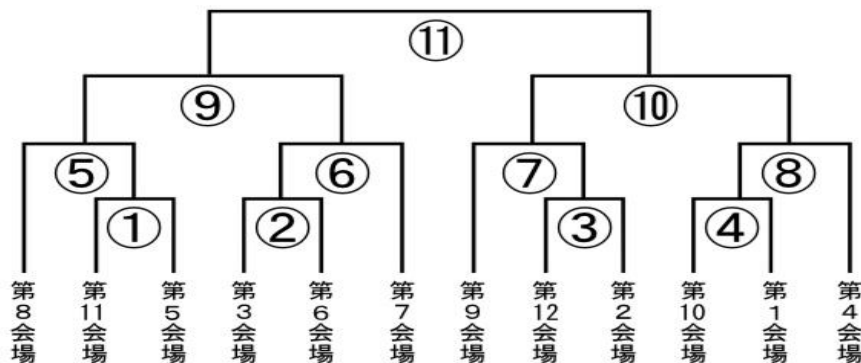 ⑪
⑨
⑩
⑤
⑥
⑦
⑧
①
②
③
④
第8会場
第11会場
第5会場
第3会場
第6会場
第7会場
第9会場
第12会場
第2会場
第10会場
第1会場
第4会場